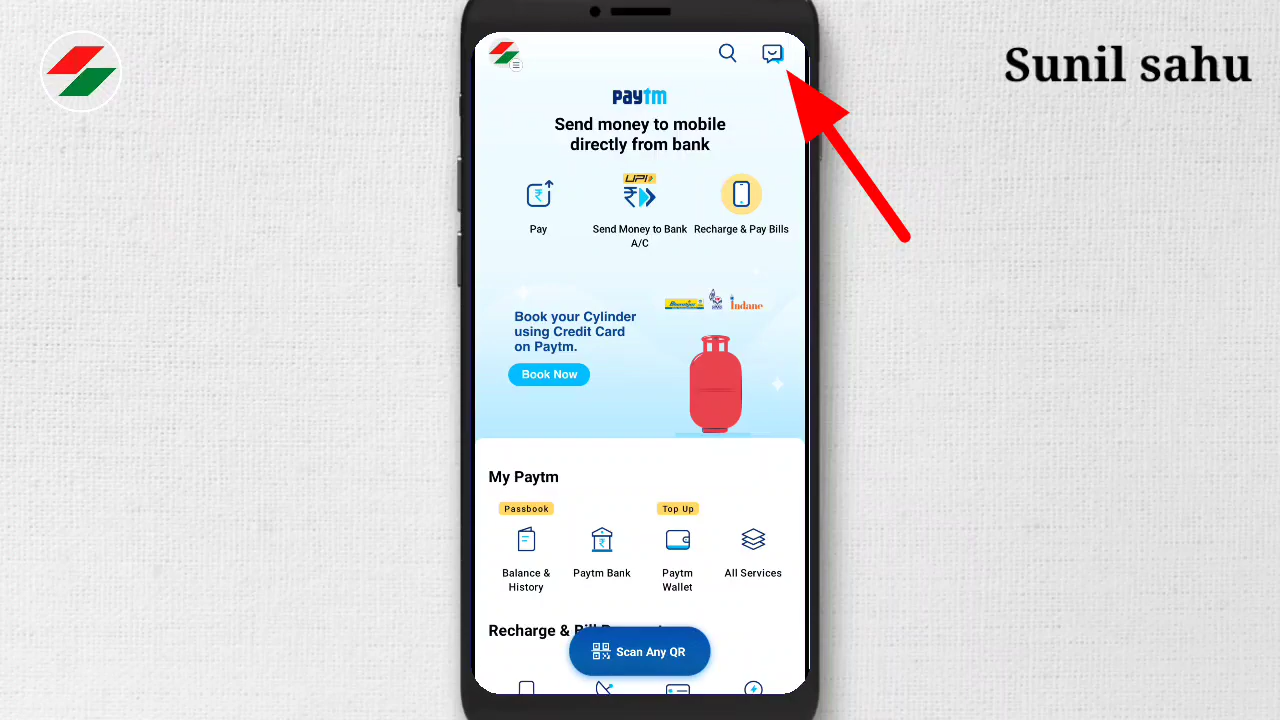 Sunil sahu
paytm
Send money to mobile
directly from bank
UPI
Pay
Send Money to Bank
A/C
Recharge & Pay Bills
Indane
Book your Cylinder
using Credit Card
on Paytm.
Book Now
My Paytm
Passbook
Top Up
Balance &
History
Paytm Bank
Paytm
Wallet
All Services
Recharge &
Scan Any QR